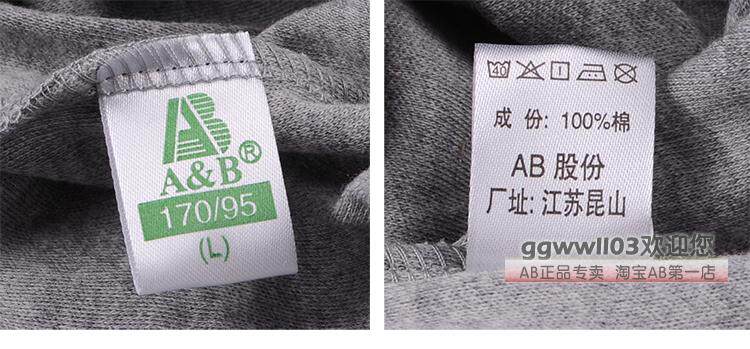 AB
A&B®
170/95
(L)
40
成 份: 100%棉
AB 股份
厂址: 江苏昆山
ggwwll03欢迎您
AB正品专卖 淘宝AB第一店